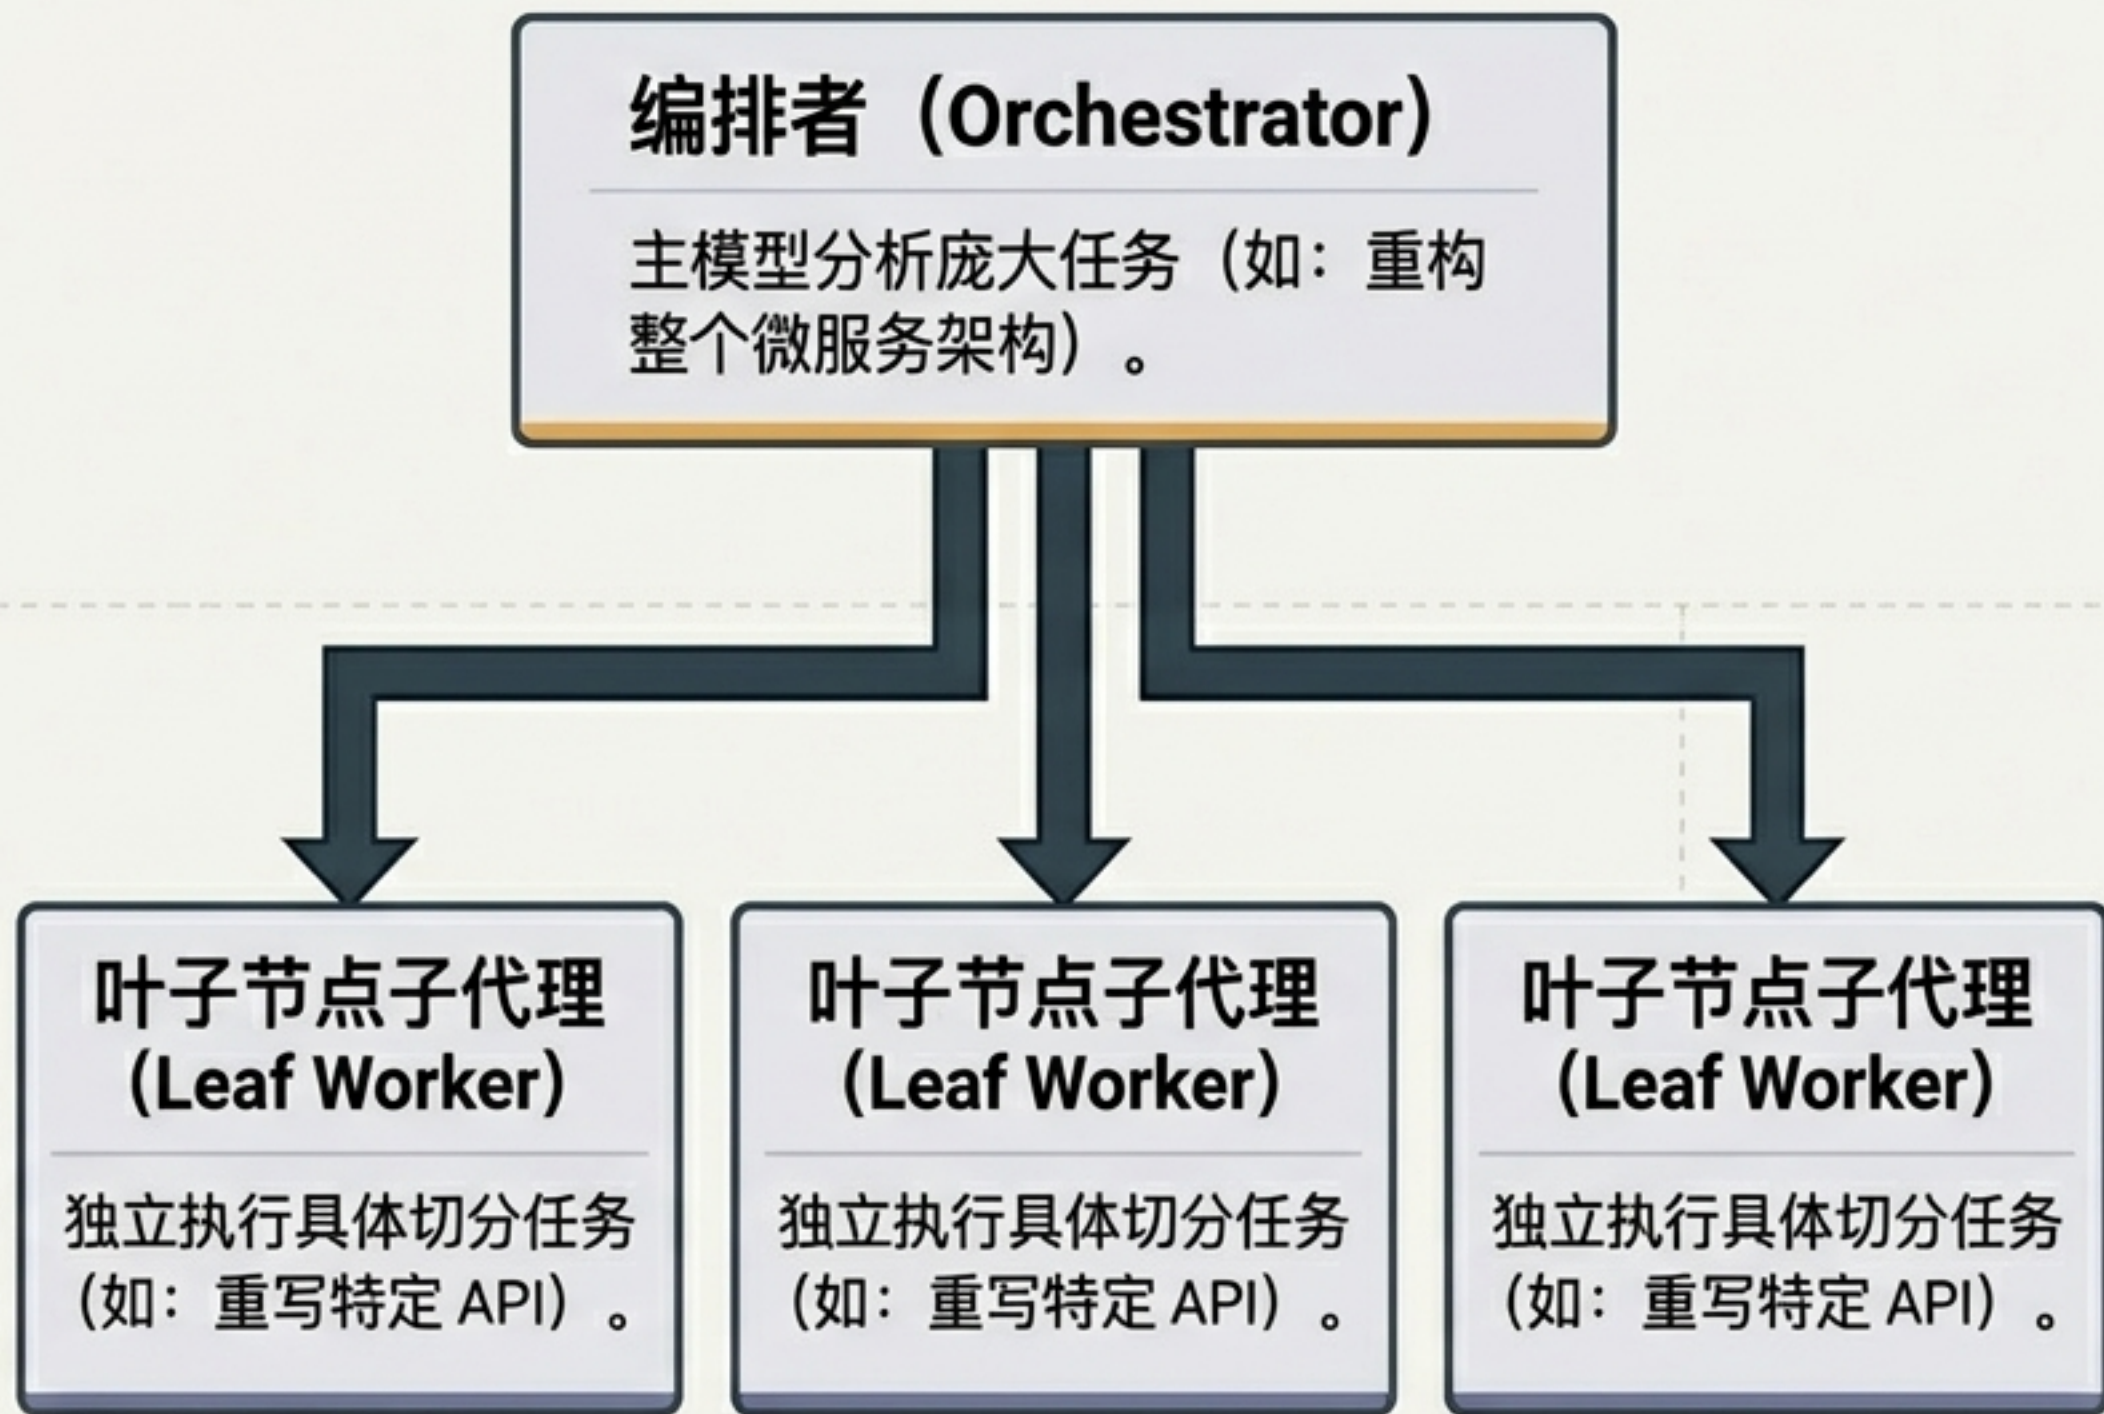 编排者（Orchestrator）
主模型分析庞大任务（如：重构
整个微服务架构）。
叶子节点子代理
(Leaf Worker)
独立执行具体切分任务
(如：重写特定 API）。
叶子节点子代理
(Leaf Worker)
独立执行具体切分任务
(如：重写特定 API）。
叶子节点子代理
(Leaf Worker)
独立执行具体切分任务
(如：重写特定 API）。